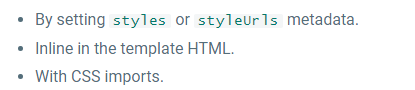 • By setting styles or styleUrls metadata.
• Inline in the template HTML.
• With CSS imports.